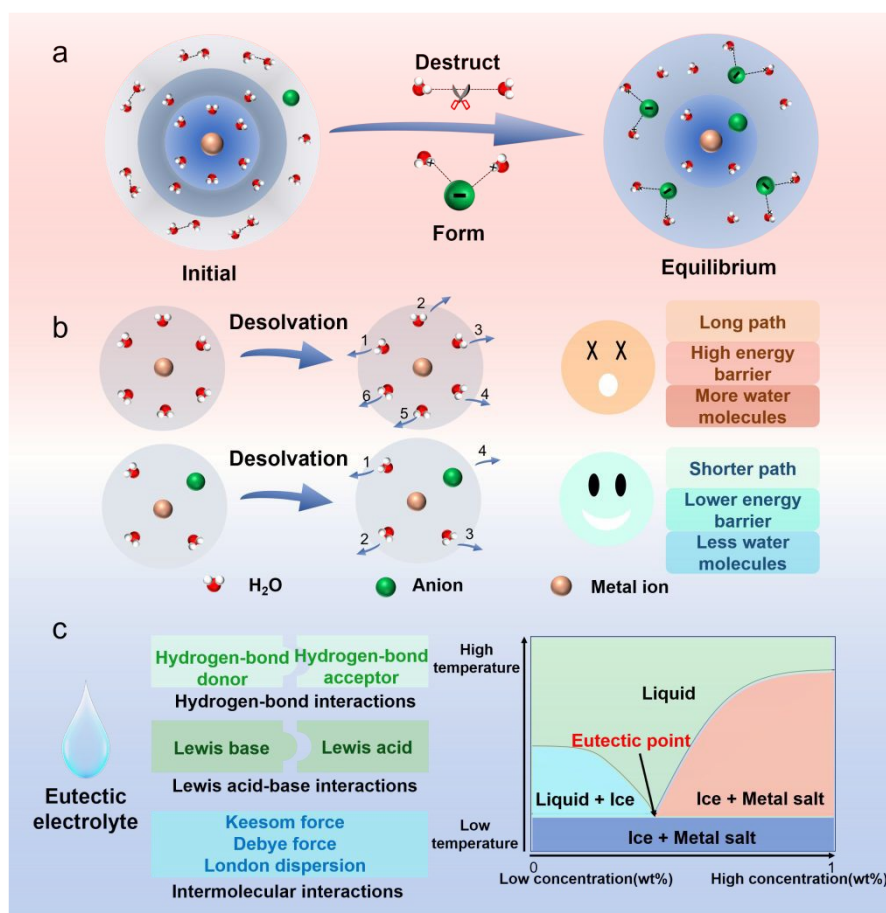 a
Destruct
Form
Initial
Equilibrium
b
Desolvation
1
2
3
4
5
6
Long path
High energy
barrier
More water
molecules
Desolvation
1
2
3
4
Shorter path
Lower energy
barrier
Less water
molecules
H₂O
Anion
Metal ion
c
Eutectic
electrolyte
Hydrogen-bond
donor
Hydrogen-bond
acceptor
Hydrogen-bond interactions
Lewis base
Lewis acid
Lewis acid-base interactions
Keesom force
Debye force
London dispersion
Intermolecular interactions
High
temperature
Liquid
Eutectic point
Liquid + Ice
Ice + Metal salt
Low
temperature
Ice + Metal salt
0
1
Low concentration(wt%)
High concentration(wt%)